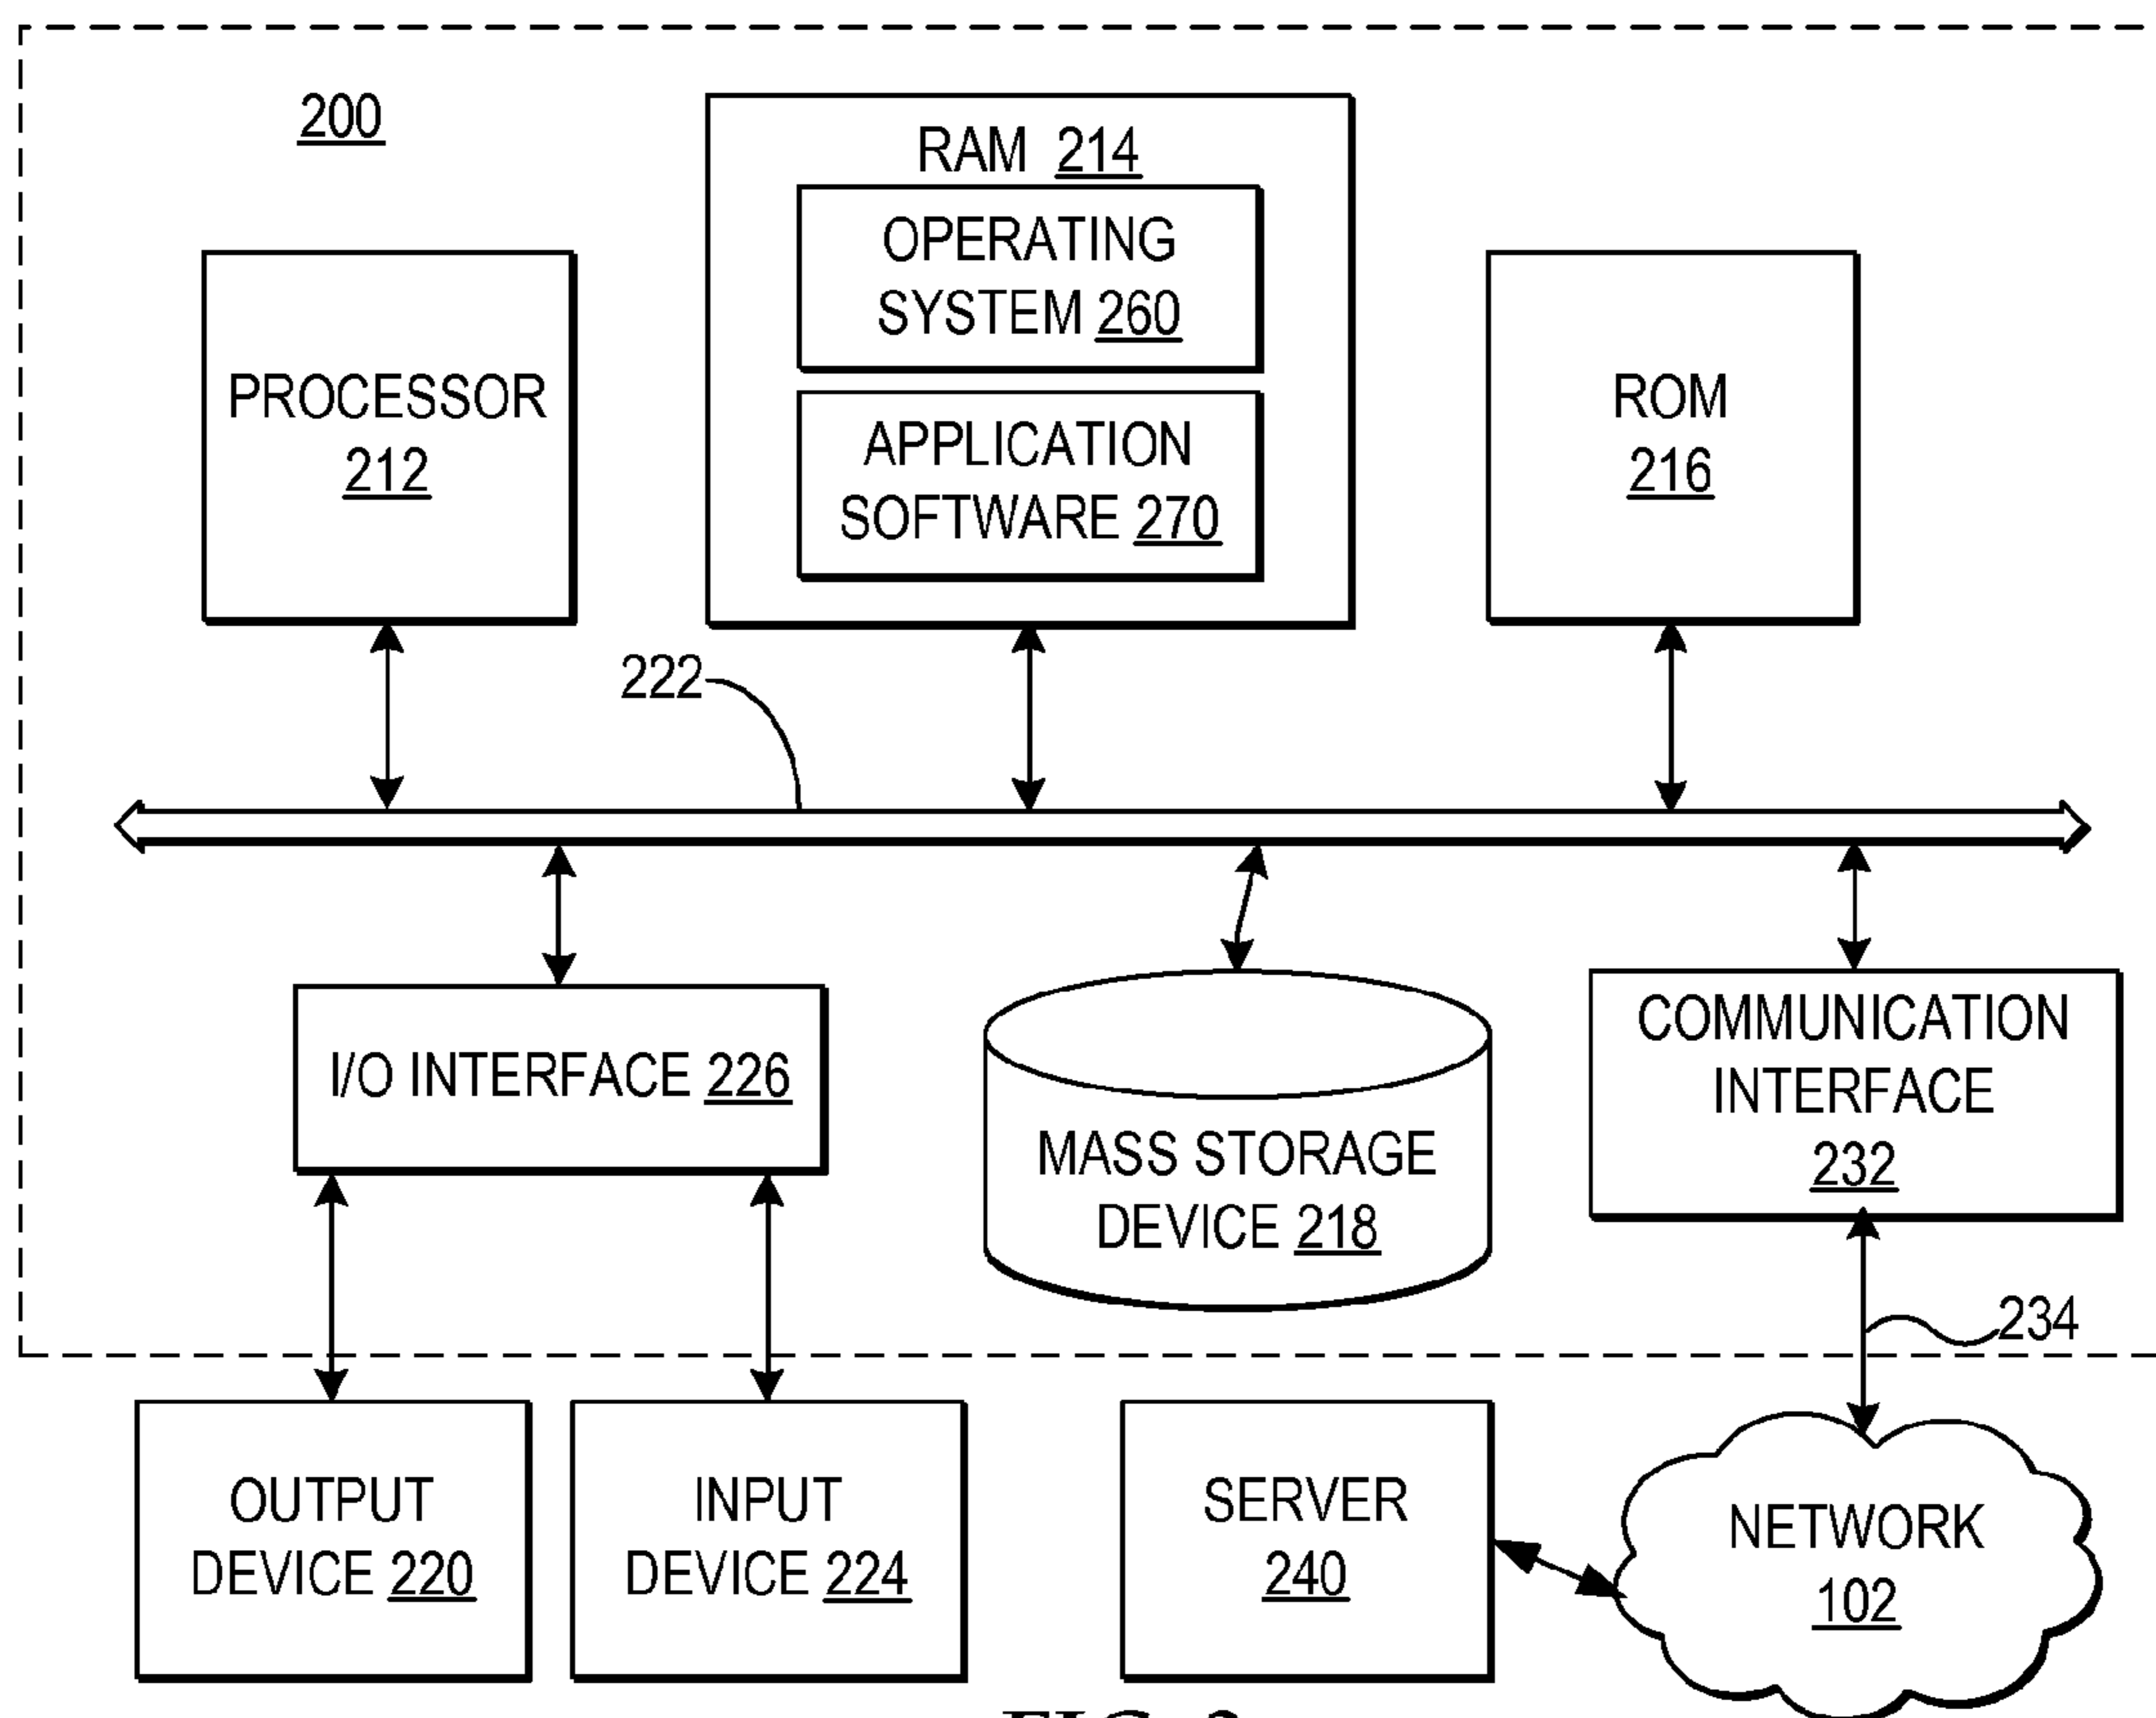 200
RAM 214
OPERATING
SYSTEM 260
APPLICATION
SOFTWARE 270
PROCESSOR
212
ROM
216
222
I/O INTERFACE 226
MASS STORAGE
DEVICE 218
COMMUNICATION
INTERFACE
232
234
OUTPUT
DEVICE 220
INPUT
DEVICE 224
SERVER
240
NETWORK
102